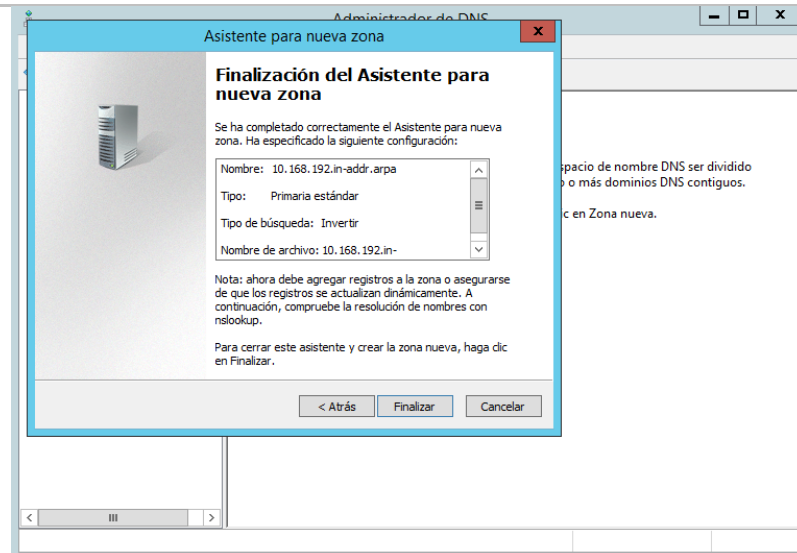 Administrador de DNS
Asistente para nueva zona
Finalización del Asistente para
nueva zona
Se ha completado correctamente el Asistente para nueva
zona. Ha especificado la siguiente configuración:
Nombre: 10.168.192.in-addr.arpa
Tipo: Primaria estándar
Tipo de búsqueda: Invertir
Nombre de archivo: 10.168.192.in-
Nota: ahora debe agregar registros a la zona o asegurarse
de que los registros se actualizan dinámicamente. A
continuación, compruebe la resolución de nombres con
nslookup.
Para cerrar este asistente y crear la zona nueva, haga clic
en Finalizar.
< Atrás Finalizar Cancelar
spacio de nombre DNS ser dividido
o más dominios DNS contiguos.
ic en Zona nueva.